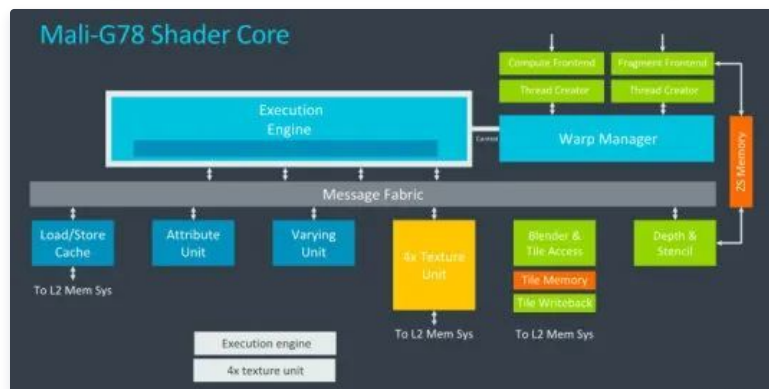 Mali-G78 Shader Core
Compute Frontend
Fragment Frontend
Thread Creator
Thread Creator
Execution
Engine
Control
Warp Manager
ZS Memory
Message Fabric
Load/Store
Cache
Attribute
Unit
Varying
Unit
4x Texture
Unit
Blender &
Tile Access
Depth &
Stencil
Tile Memory
Tile Writeback
To L2 Mem Sys
To L2 Mem Sys
To L2 Mem Sys
Execution engine
4x texture unit